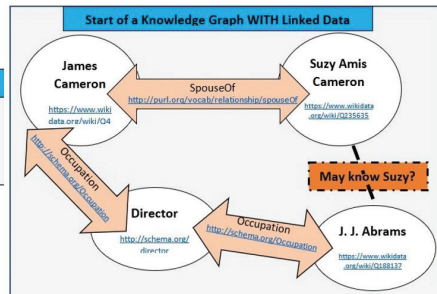 Start of a Knowledge Graph WITH Linked Data
James
Cameron
https://www.wiki
data.org/wiki/Q4
SpouseOf
http://purl.org/vocab/relationship/spouseOf
Suzy Amis
Cameron
https://www.wikidata
.org/wiki/Q235635
Occupation
http://schema.org/Occupation
May know Suzy?
Director
http://schema.org/
director
Occupation
http://schema.org/Occupation
J. J. Abrams
https://www.wikidata
.org/wiki/Q188137